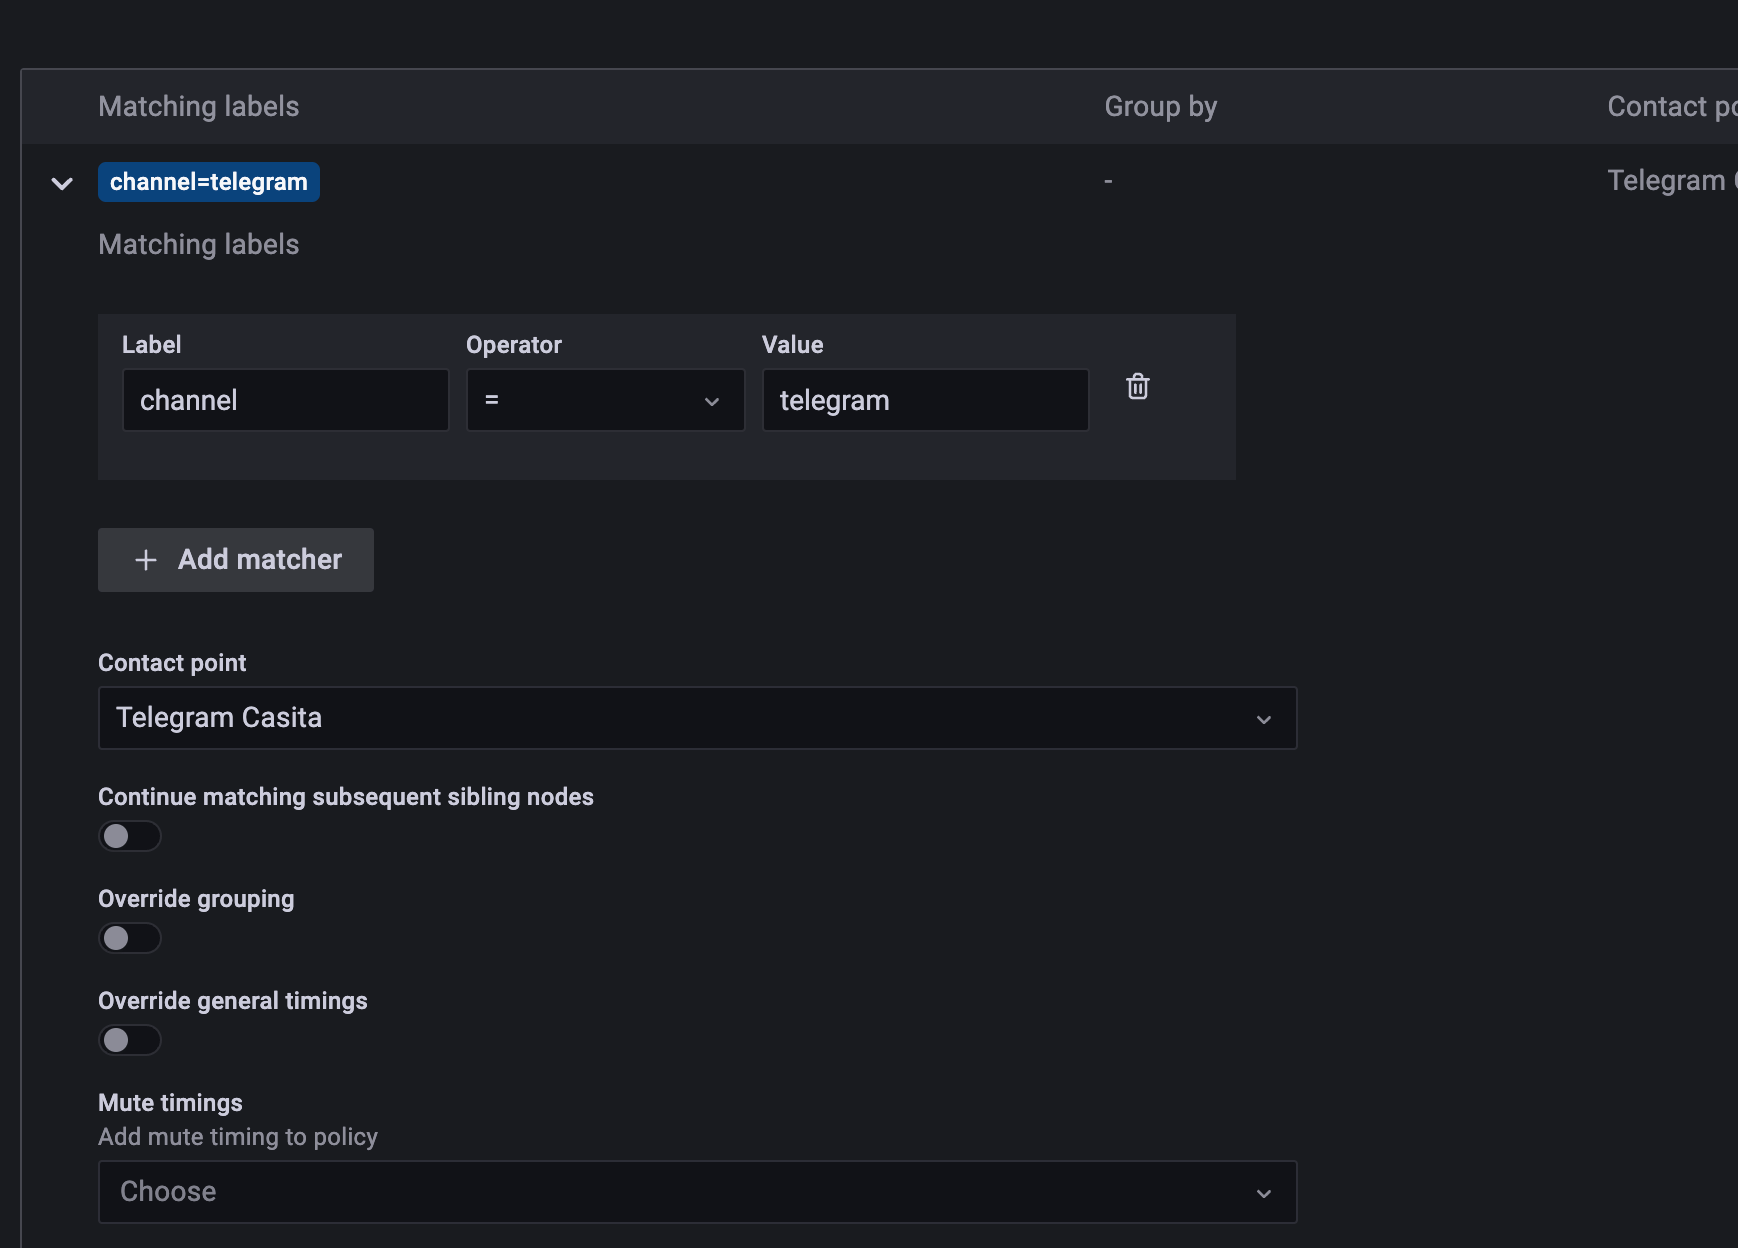 Matching labels Group by Contact
channel=telegram - Telegram
Matching labels
Label Operator Value
channel = telegram
+ Add matcher
Contact point
Telegram Casita
Continue matching subsequent sibling nodes
Override grouping
Override general timings
Mute timings
Add mute timing to policy
Choose